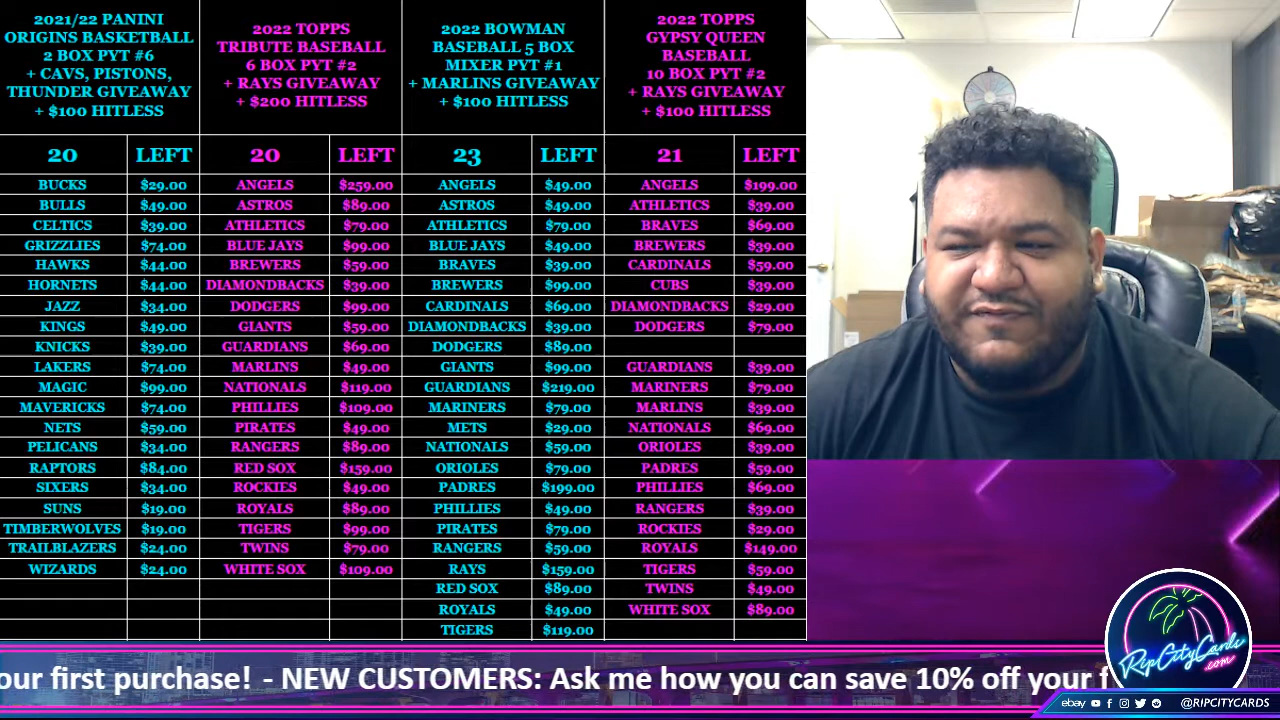 2021/22 PANINI
ORIGINS BASKETBALL
2 BOX PYT #6
+ CAVS, PISTONS,
THUNDER GIVEAWAY
+ $100 HITLESS
2022 TOPPS
TRIBUTE BASEBALL
6 BOX PYT #2
+ RAYS GIVEAWAY
+ $200 HITLESS
2022 BOWMAN
BASEBALL 5 BOX
MIXER PYT #1
+ MARLINS GIVEAWAY
+ $100 HITLESS
2022 TOPPS
GYPSY QUEEN
BASEBALL
10 BOX PYT #2
+ RAYS GIVEAWAY
+ $100 HITLESS
20 LEFT 20 LEFT 23 LEFT 21 LEFT
BUCKS $29.00 ANGELS $259.00 ANGELS $49.00 ANGELS $199.00
BULLS $49.00 ASTROS $89.00 ASTROS $49.00 ATHLETICS $39.00
CELTICS $39.00 ATHLETICS $79.00 ATHLETICS $79.00 BRAVES $69.00
GRIZZLIES $74.00 BLUE JAYS $99.00 BLUE JAYS $49.00 BREWERS $39.00
HAWKS $44.00 BREWERS $59.00 BRAVES $39.00 CARDINALS $59.00
HORNETS $44.00 DIAMONDBACKS $39.00 BREWERS $99.00 CUBS $39.00
JAZZ $34.00 DODGERS $99.00 CARDINALS $69.00 DIAMONDBACKS $29.00
KINGS $49.00 GIANTS $59.00 DIAMONDBACKS $39.00 DODGERS $79.00
KNICKS $39.00 GUARDIANS $69.00 DODGERS $89.00
LAKERS $74.00 MARLINS $49.00 GIANTS $99.00 GUARDIANS $39.00
MAGIC $99.00 NATIONALS $119.00 GUARDIANS $219.00 MARINERS $79.00
MAVERICKS $74.00 PHILLIES $109.00 MARINERS $79.00 MARLINS $39.00
NETS $59.00 PIRATES $49.00 METS $29.00 NATIONALS $69.00
PELICANS $34.00 RANGERS $89.00 NATIONALS $59.00 ORIOLES $39.00
RAPTORS $84.00 RED SOX $159.00 ORIOLES $79.00 PADRES $59.00
SIXERS $34.00 ROCKIES $49.00 PADRES $199.00 PHILLIES $69.00
SUNS $19.00 ROYALS $89.00 PHILLIES $49.00 RANGERS $39.00
TIMBERWOLVES $19.00 TIGERS $99.00 PIRATES $79.00 ROCKIES $29.00
TRAILBLAZERS $24.00 TWINS $79.00 RANGERS $59.00 ROYALS $149.00
WIZARDS $24.00 WHITE SOX $109.00 RAYS $159.00 TIGERS $59.00
RED SOX $89.00 TWINS $49.00
ROYALS $49.00 WHITE SOX $89.00
TIGERS $119.00
our first purchase! - NEW CUSTOMERS: Ask me how you can save 10% off your f
RipCityCards
.com
ebay @RIPCITYCARDS